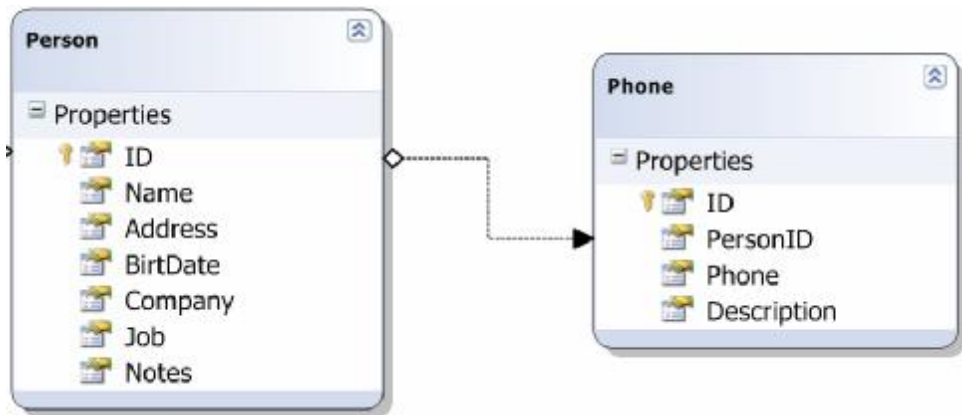 Person
Properties
ID
Name
Address
BirtDate
Company
Job
Notes
Phone
Properties
ID
PersonID
Phone
Description